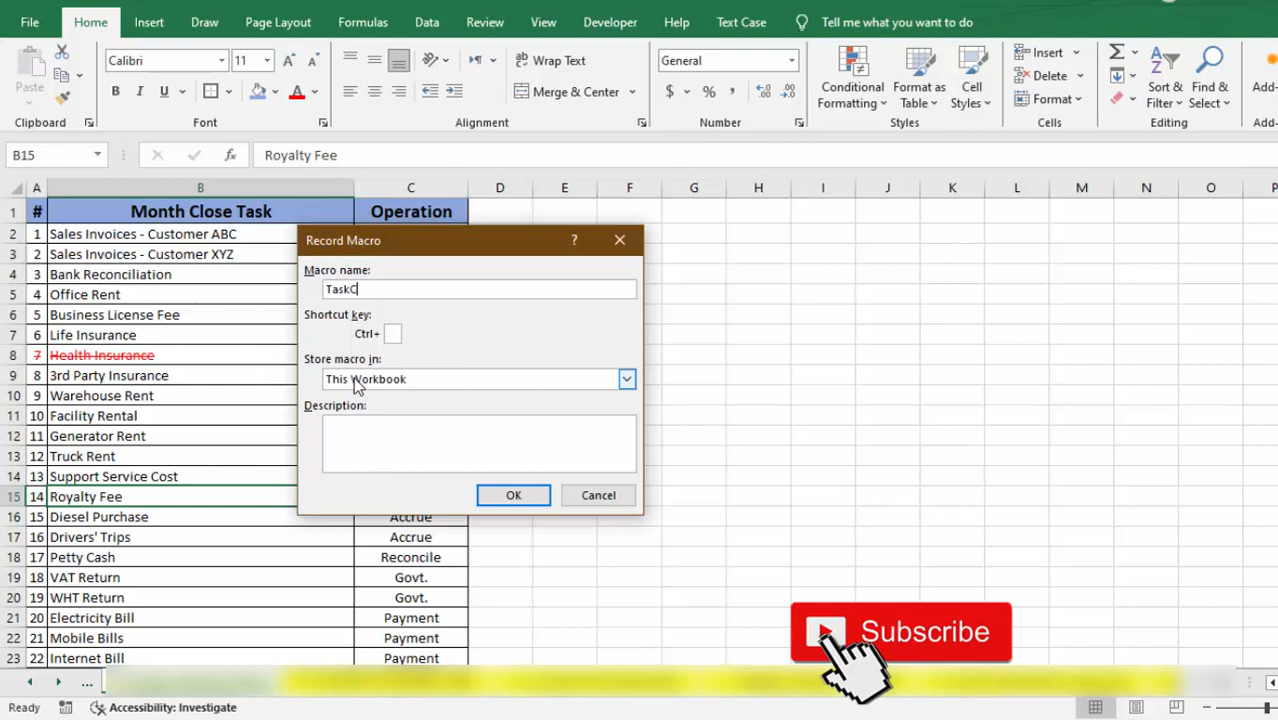 File Home Insert Draw Page Layout Formulas Data Review View Developer Help Text Case Tell me what you want to do
Calibri 11 Wrap Text General Insert
Paste B I U A Merge & Center $ % , Conditional Formatting Format as Table Cell Styles Delete Format Sort & Filter Find & Select Add-
Clipboard Font Alignment Number Styles Cells Editing Add-
B15 fx Royalty Fee
A B C D E F G H I J K L M N O P
1 # Month Close Task Operation
2 1 Sales Invoices - Customer ABC
3 2 Sales Invoices - Customer XYZ
4 3 Bank Reconciliation
5 4 Office Rent
6 5 Business License Fee
7 6 Life Insurance
8 7 Health Insurance
9 8 3rd Party Insurance
10 9 Warehouse Rent
11 10 Facility Rental
12 11 Generator Rent
13 12 Truck Rent
14 13 Support Service Cost
15 14 Royalty Fee
16 15 Diesel Purchase Accrue
17 16 Drivers' Trips Accrue
18 17 Petty Cash Reconcile
19 18 VAT Return Govt.
20 19 WHT Return Govt.
21 20 Electricity Bill Payment
22 21 Mobile Bills Payment
23 22 Internet Bill Payment
Record Macro ?
Macro name:
TaskC
Shortcut key:
Ctrl+
Store macro in:
This Workbook
Description:
OK Cancel
Subscribe
...
Ready Accessibility: Investigate